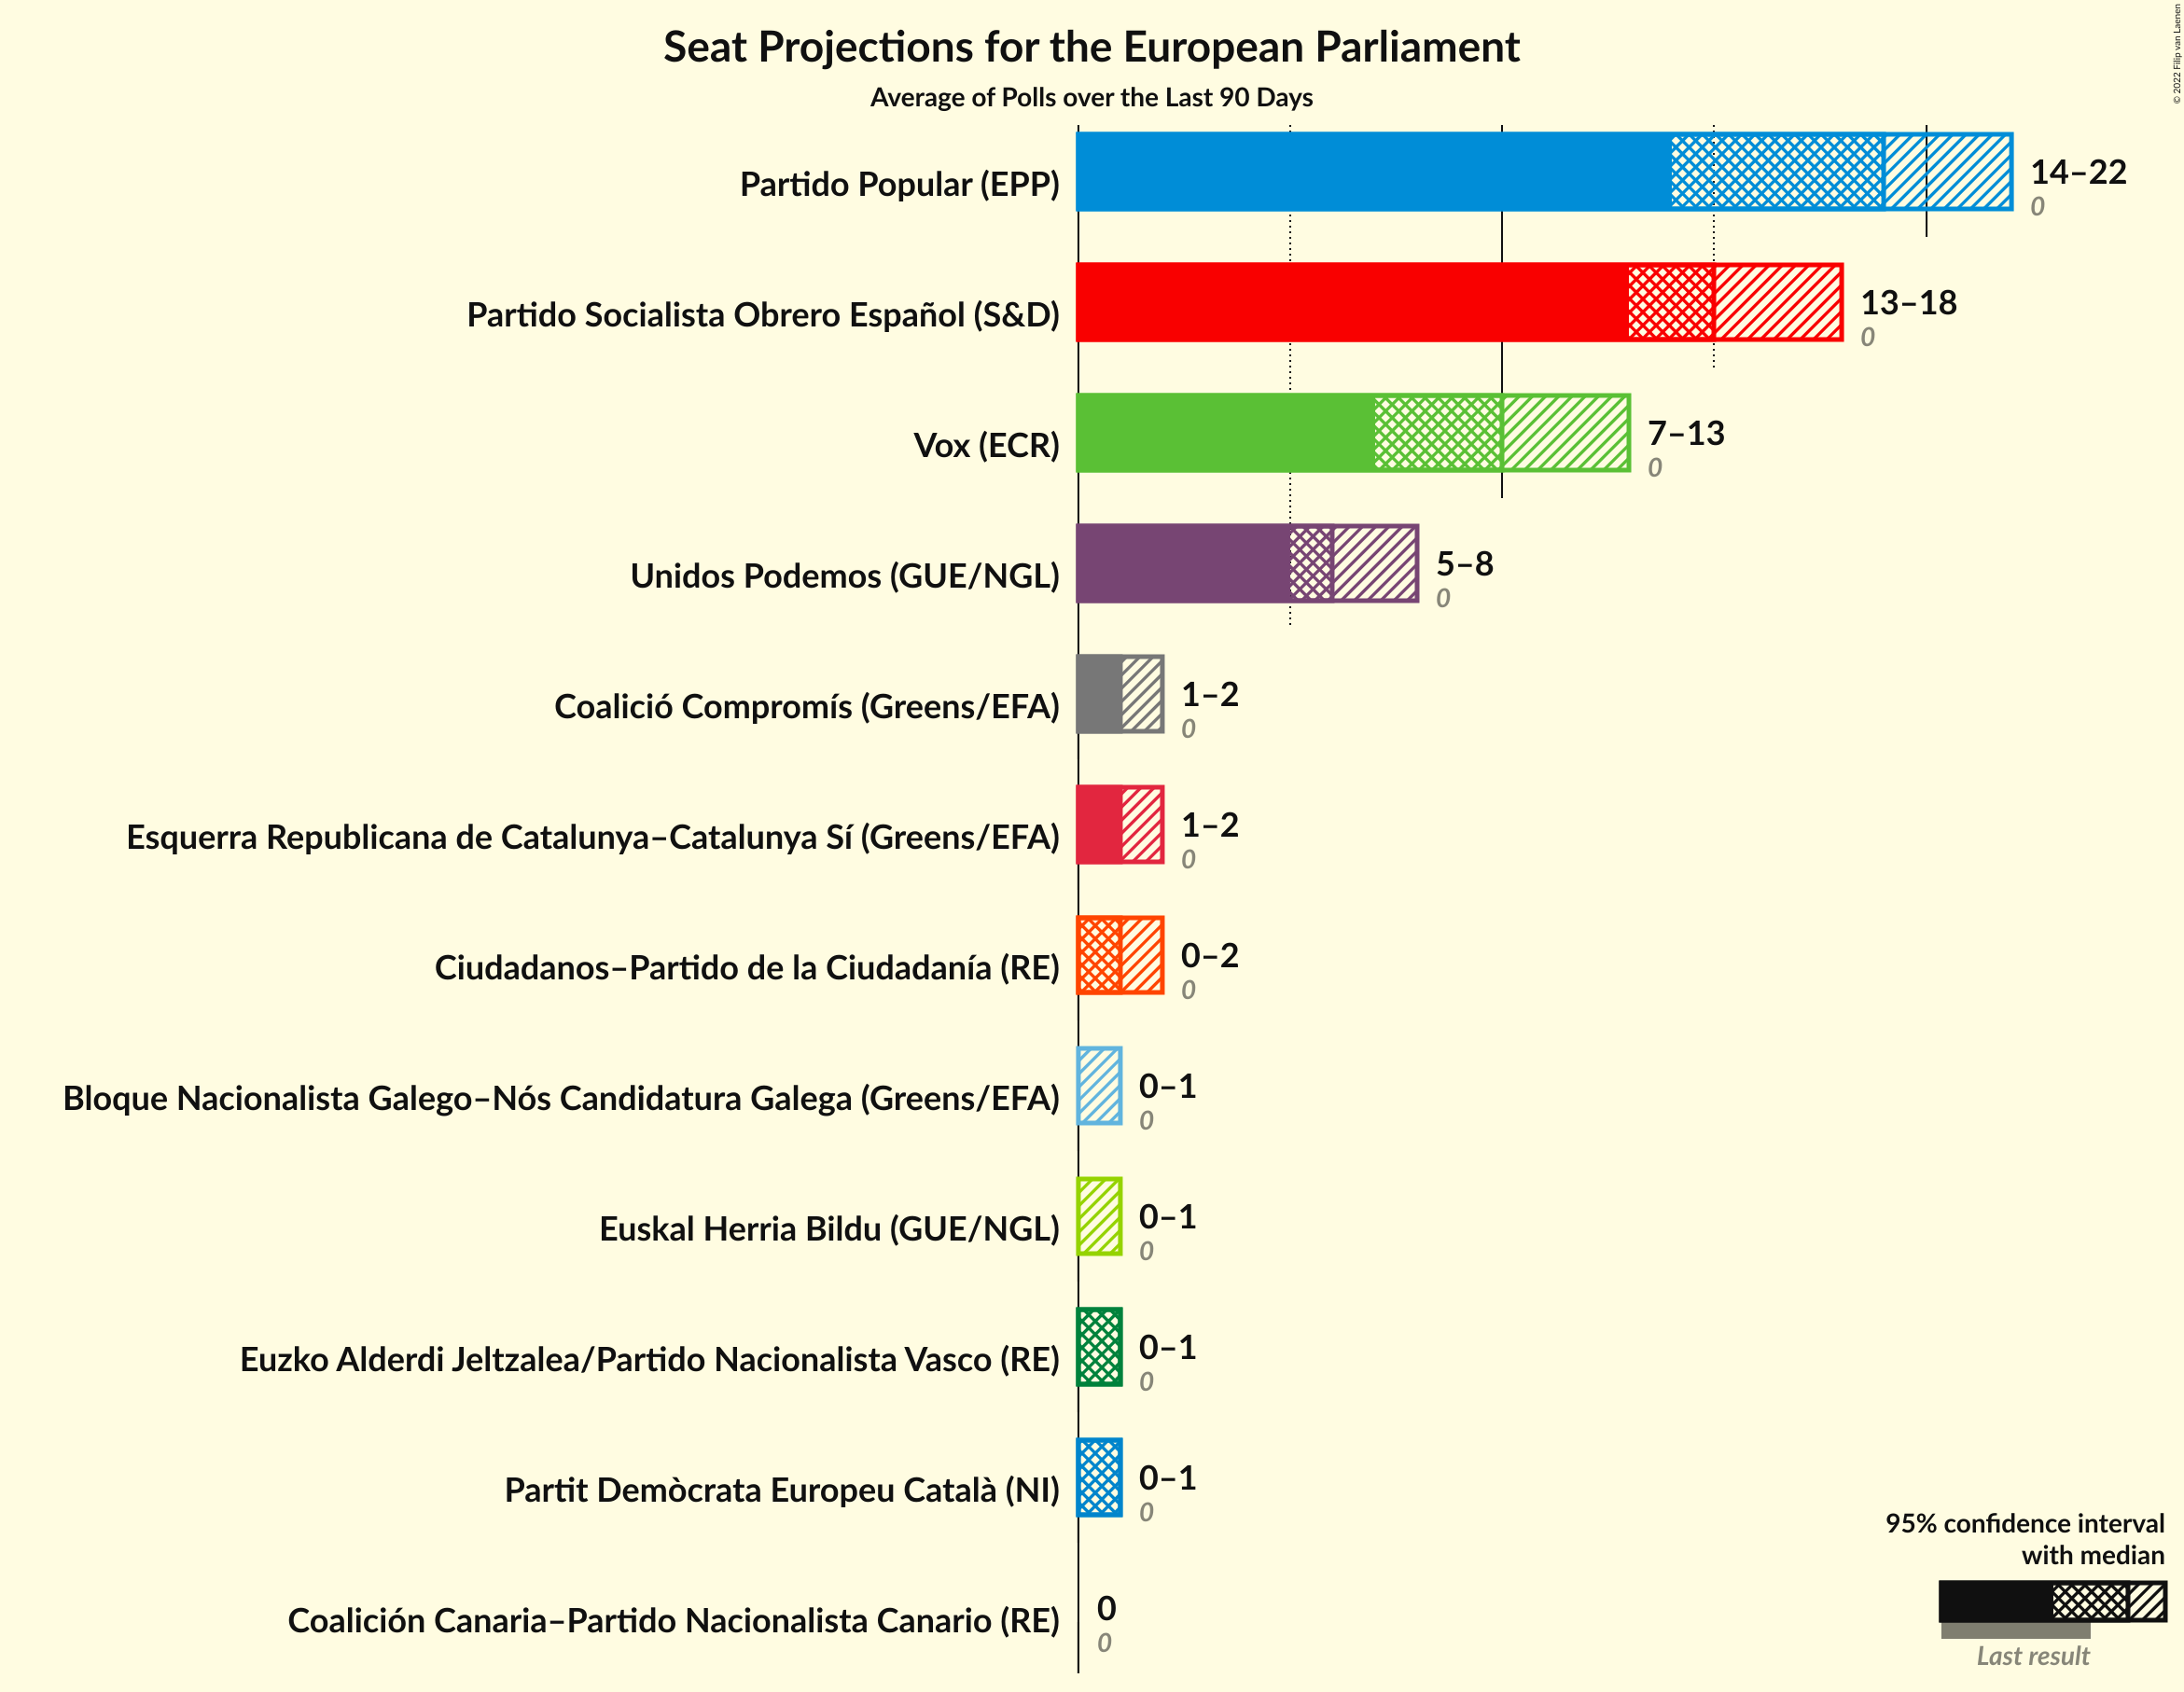 © 2022 Filip van Laenen
Seat Projections for the European Parliament
Average of Polls over the Last 90 Days
Partido Popular (EPP)
14–22
0
Partido Socialista Obrero Español (S&D)
13–18
0
Vox (ECR)
7–13
0
Unidos Podemos (GUE/NGL)
5–8
0
Coalició Compromís (Greens/EFA)
1–2
0
Esquerra Republicana de Catalunya–Catalunya Sí (Greens/EFA)
1–2
0
Ciudadanos–Partido de la Ciudadanía (RE)
0–2
0
Bloque Nacionalista Galego–Nós Candidatura Galega (Greens/EFA)
0–1
0
Euskal Herria Bildu (GUE/NGL)
0–1
0
Euzko Alderdi Jeltzalea/Partido Nacionalista Vasco (RE)
0–1
0
Partit Demòcrata Europeu Català (NI)
0–1
0
Coalición Canaria–Partido Nacionalista Canario (RE)
0
0
95% confidence interval
with median
Last result